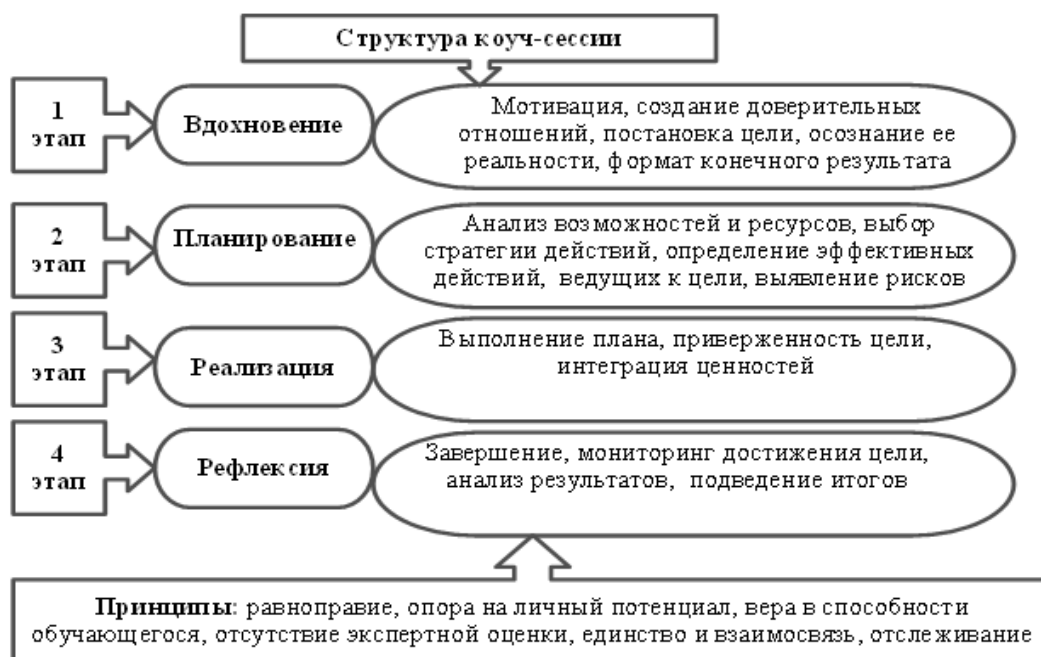 Структура коуч-сессии
1
этап
Вдохновение
Мотивация, создание доверительных
отношений, постановка цели, осознание ее
реальности, формат конечного результата
2
этап
Планирование
Анализ возможностей и ресурсов, выбор
стратегии действий, определение эффективных
действий, ведущих к цели, выявление рисков
3
этап
Реализация
Выполнение плана, приверженность цели,
интеграция ценностей
4
этап
Рефлексия
Завершение, мониторинг достижения цели,
анализ результатов, подведение итогов
Принципы: равноправие, опора на личный потенциал, вера в способности
обучающегося, отсутствие экспертной оценки, единство и взаимосвязь, отслеживание